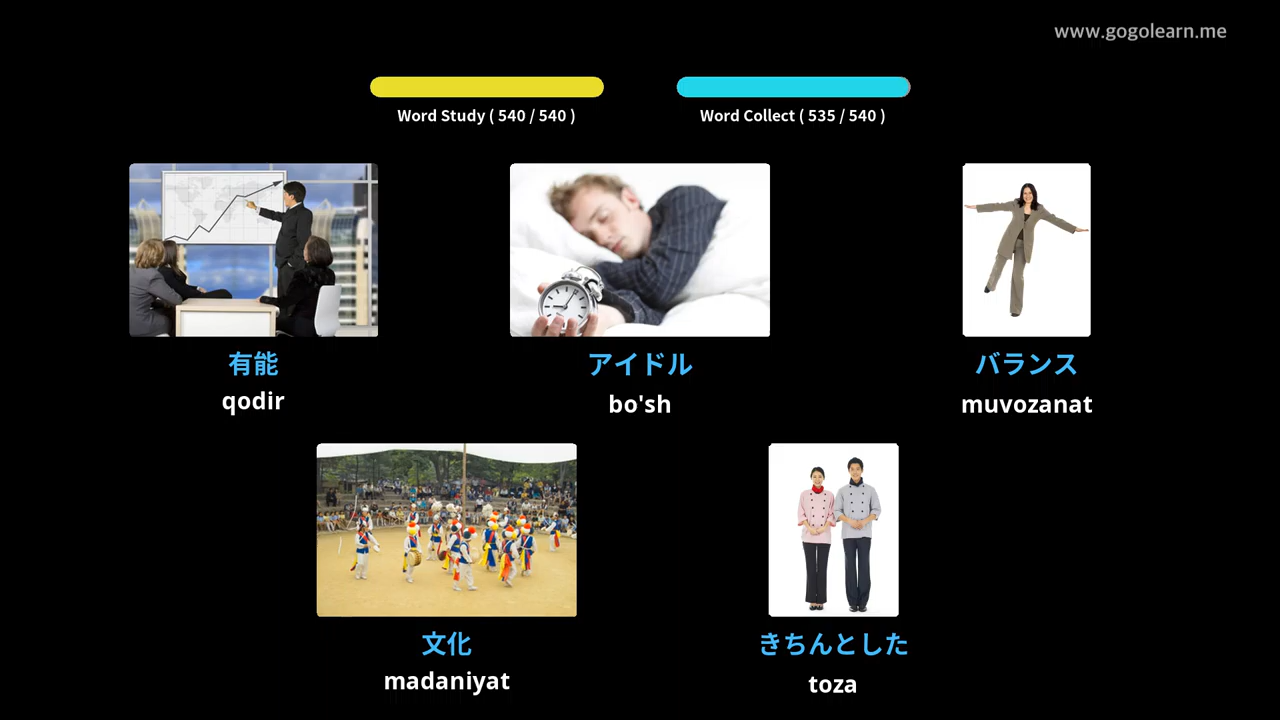 www.gogolearn.me
Word Study ( 540 / 540 )
Word Collect ( 535 / 540 )
有能
qodir
アイドル
bo'sh
バランス
muvozanat
文化
madaniyat
きちんとした
toza